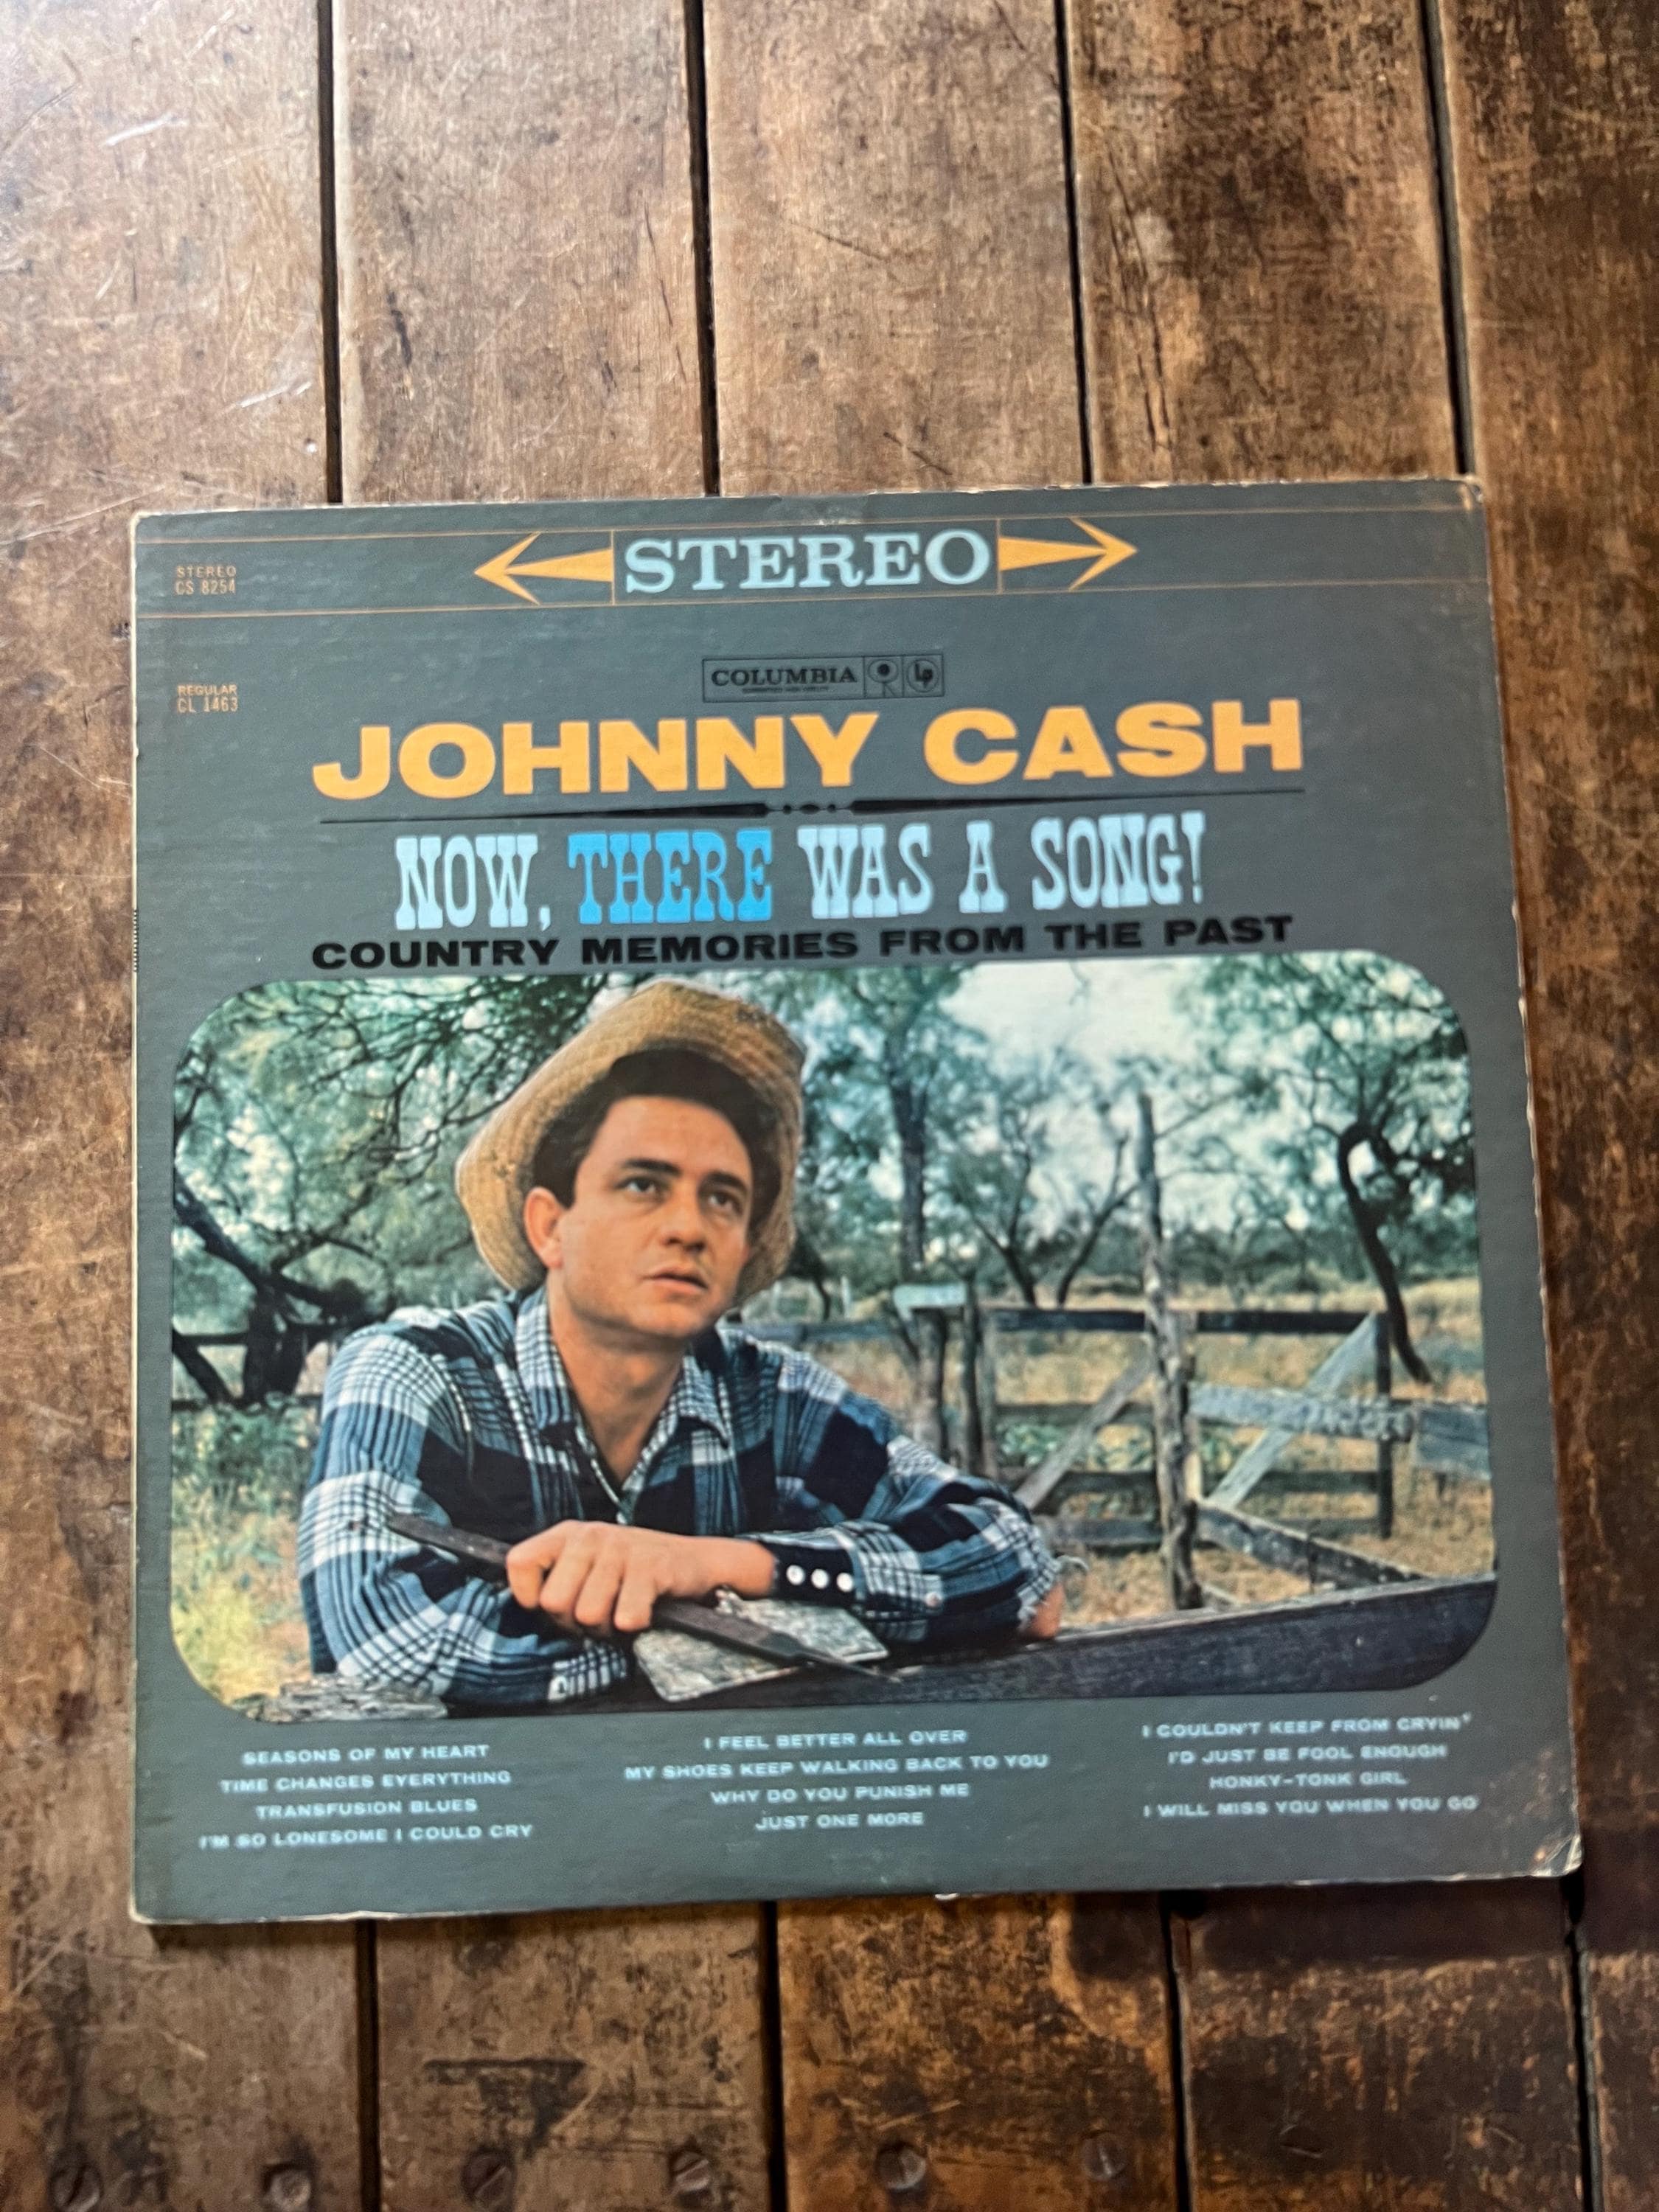 STEREO
CS 8254
STEREO
REGULAR
CL 1463
COLUMBIA
Lp
JOHNNY CASH
NOW, THERE WAS A SONG!
COUNTRY MEMORIES FROM THE PAST
SEASONS OF MY HEART
TIME CHANGES EVERYTHING
TRANSFUSION BLUES
I'M SO LONESOME I COULD CRY
I FEEL BETTER ALL OVER
MY SHOES KEEP WALKING BACK TO YOU
WHY DO YOU PUNISH ME
JUST ONE MORE
I COULDN'T KEEP FROM CRYIN'
I'D JUST BE FOOL ENOUGH
HONKY-TONK GIRL
I WILL MISS YOU WHEN YOU GO